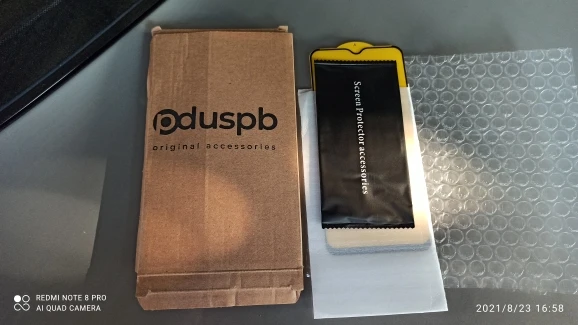 pduspb
original accessories
Screen Protector accessories
REDMI NOTE 8 PRO
AI QUAD CAMERA
2021/8/23 16:58